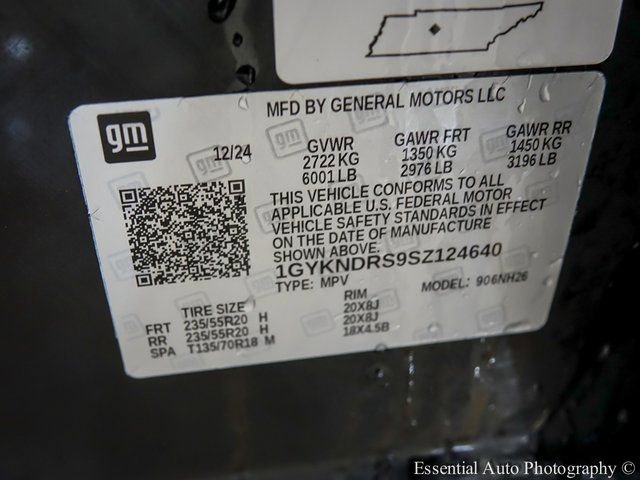 MFD BY GENERAL MOTORS LLC
gm
12/24
GVWR
2722 KG
6001 LB
GAWR FRT
1350 KG
2976 LB
GAWR RR
1450 KG
3196 LB
THIS VEHICLE CONFORMS TO ALL
APPLICABLE U.S. FEDERAL MOTOR
VEHICLE SAFETY STANDARDS IN EFFECT
ON THE DATE OF MANUFACTURE
SHOWN ABOVE.
1GYKNDRS9SZ124640
TYPE: MPV MODEL: 906NH26
TIRE SIZE RIM
FRT 235/55R20 H 20X8J
RR 235/55R20 H 20X8J
SPA T135/70R18 M 18X4.5B
Essential Auto Photography ©